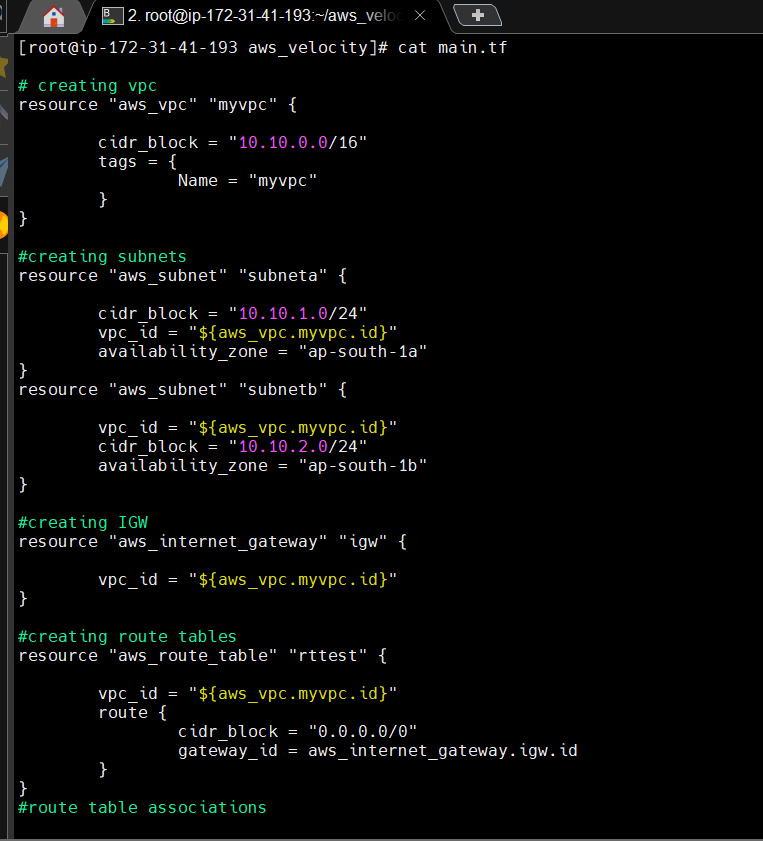 2. root@ip-172-31-41-193:~/aws_veloc
[root@ip-172-31-41-193 aws_velocity]# cat main.tf
# creating vpc
resource "aws_vpc" "myvpc" {
cidr_block = "10.10.0.0/16"
tags = {
Name = "myvpc"
}
}
#creating subnets
resource "aws_subnet" "subneta" {
cidr_block = "10.10.1.0/24"
vpc_id = "${aws_vpc.myvpc.id}"
availability_zone = "ap-south-1a"
}
resource "aws_subnet" "subnetb" {
vpc_id = "${aws_vpc.myvpc.id}"
cidr_block = "10.10.2.0/24"
availability_zone = "ap-south-1b"
}
#creating IGW
resource "aws_internet_gateway" "igw" {
vpc_id = "${aws_vpc.myvpc.id}"
}
#creating route tables
resource "aws_route_table" "rttest" {
vpc_id = "${aws_vpc.myvpc.id}"
route {
cidr_block = "0.0.0.0/0"
gateway_id = aws_internet_gateway.igw.id
}
}
#route table associations